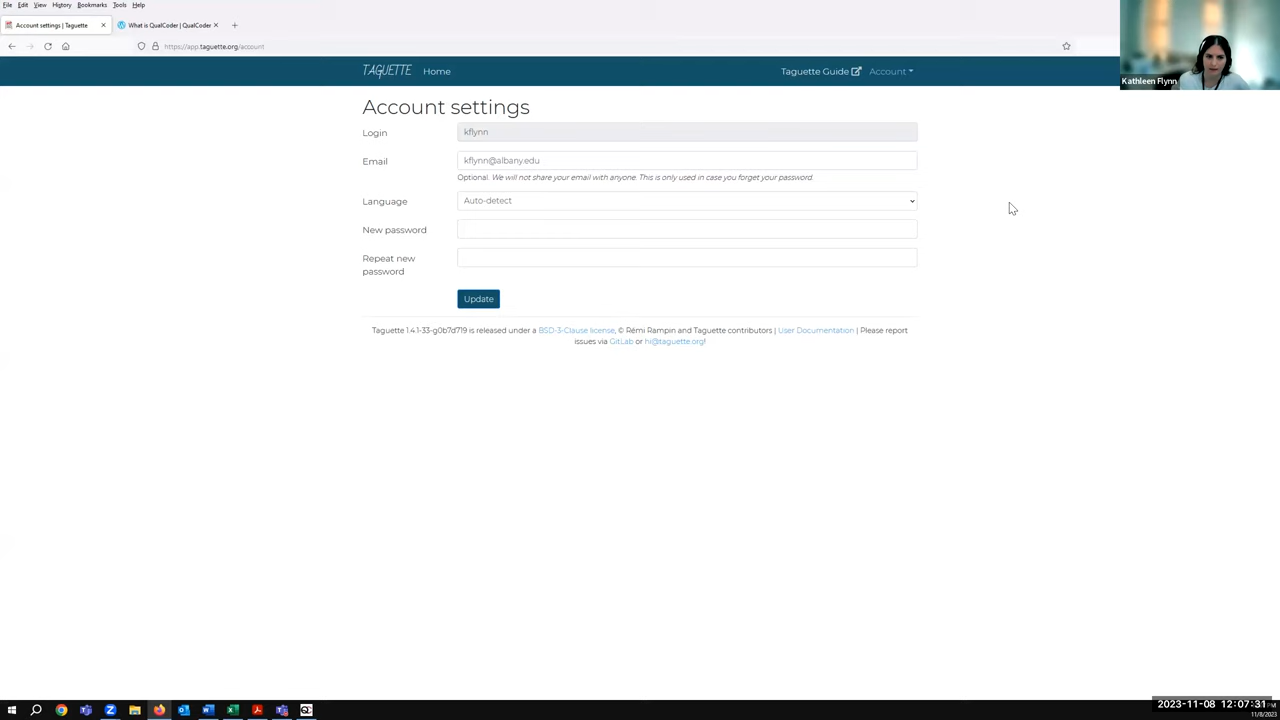 File Edit View History Bookmarks Tools Help
Account settings | Taguette
What is QualCoder | QualCoder
https://app.taguette.org/account
TAGUETTE Home Taguette Guide Account
Kathleen Flynn
Account settings
Login kflynn
Email kflynn@albany.edu
Optional. We will not share your email with anyone. This is only used in case you forget your password.
Language Auto-detect
New password
Repeat new
password
Update
Taguette 1.4.1-33-g0b7d719 is released under a BSD-3-Clause license, © Rémi Rampin and Taguette contributors | User Documentation | Please report
issues via GitLab or hi@taguette.org!
2023-11-08 12:07:31
11/8/2023